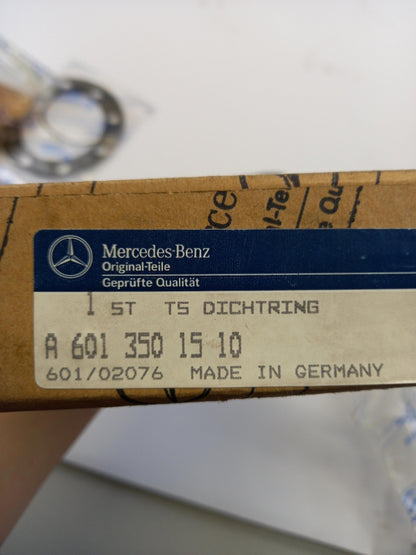 Mercedes-Benz
Original-Teile
Geprüfte Qualität
1 ST TS DICHTRING
A 601 350 15 10
601/02076 MADE IN GERMANY